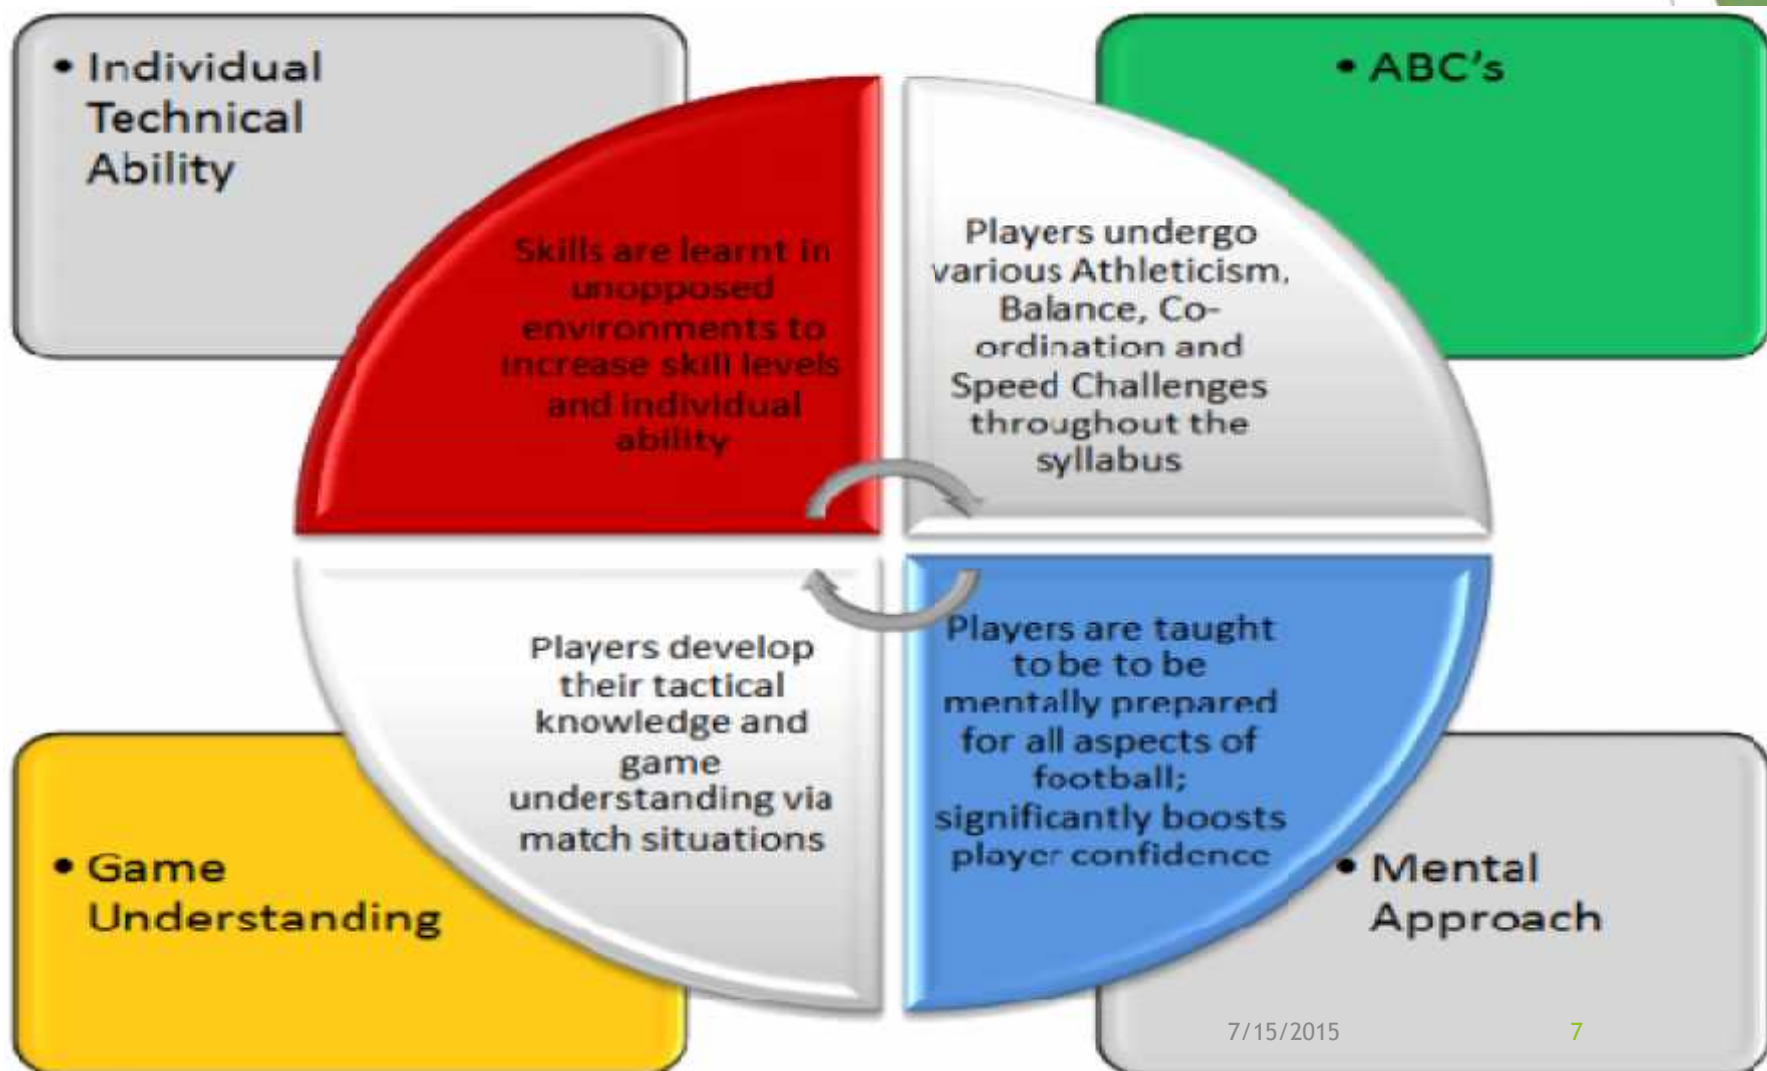 • Individual
Technical
Ability
Skills are learnt in
unopposed
environments to
increase skill levels
and individual
ability
• ABC's
Players undergo
various Athleticism,
Balance, Co-
ordination and
Speed Challenges
throughout the
syllabus
• Game
Understanding
Players develop
their tactical
knowledge and
game
understanding via
match situations
Players are taught
to be to be
mentally prepared
for all aspects of
football;
significantly boosts
player confidence
• Mental
Approach
7/15/2015
7